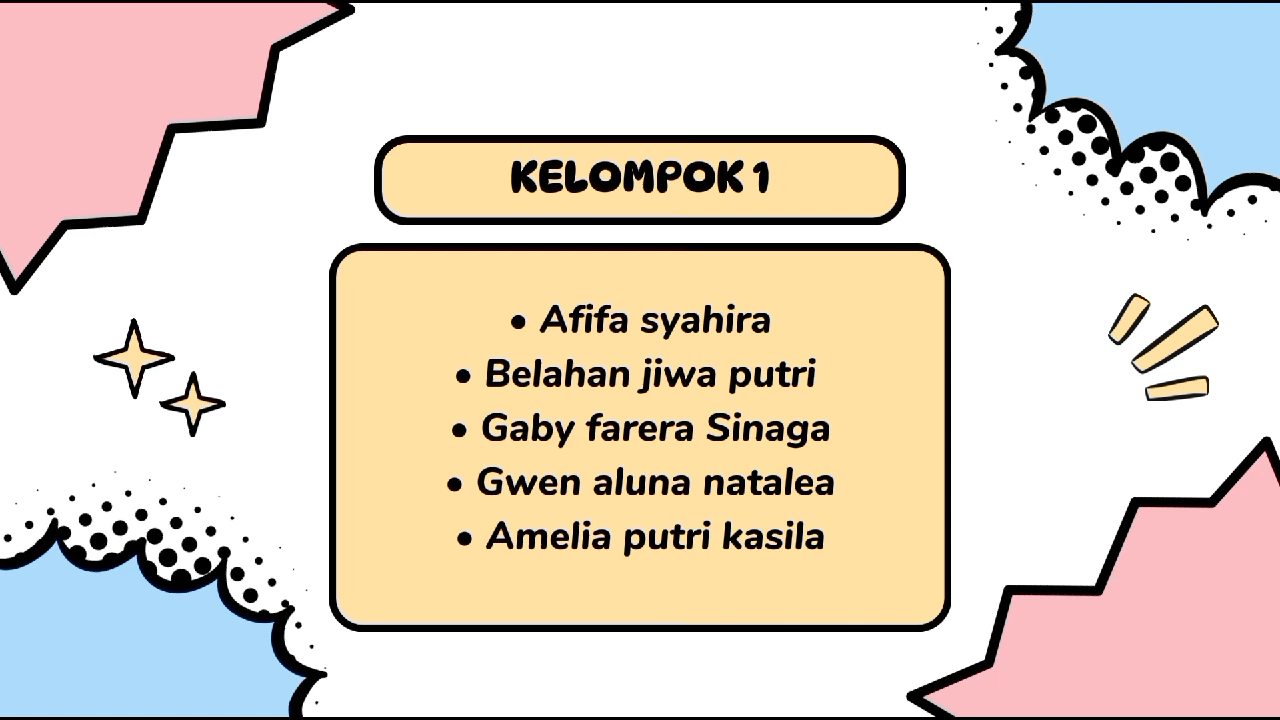 KELOMPOK 1
• Afifa syahira
• Belahan jiwa putri
• Gaby farera Sinaga
• Gwen aluna natalea
• Amelia putri kasila